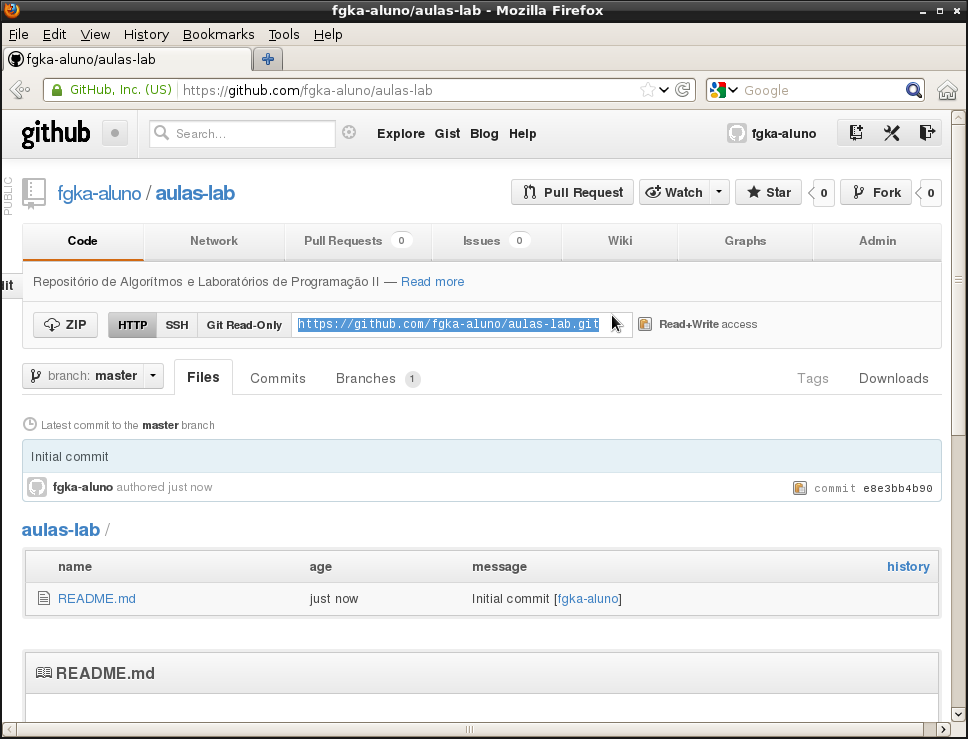 fgka-aluno/aulas-lab - Mozilla Firefox
File Edit View History Bookmarks Tools Help
fgka-aluno/aulas-lab
GitHub, Inc. (US) https://github.com/fgka-aluno/aulas-lab Google
github Search... Explore Gist Blog Help fgka-aluno
PUBLIC
fgka-aluno / aulas-lab Pull Request Watch Star 0 Fork 0
Code Network Pull Requests 0 Issues 0 Wiki Graphs Admin
lit
Repositório de Algorítmos e Laboratórios de Programação II — Read more
ZIP HTTP SSH Git Read-Only https://github.com/fgka-aluno/aulas-lab.git Read+Write access
branch: master Files Commits Branches 1 Tags Downloads
Latest commit to the master branch
Initial commit
fgka-aluno authored just now commit e8e3bb4b90
aulas-lab /
name age message history
README.md just now Initial commit [fgka-aluno]
README.md